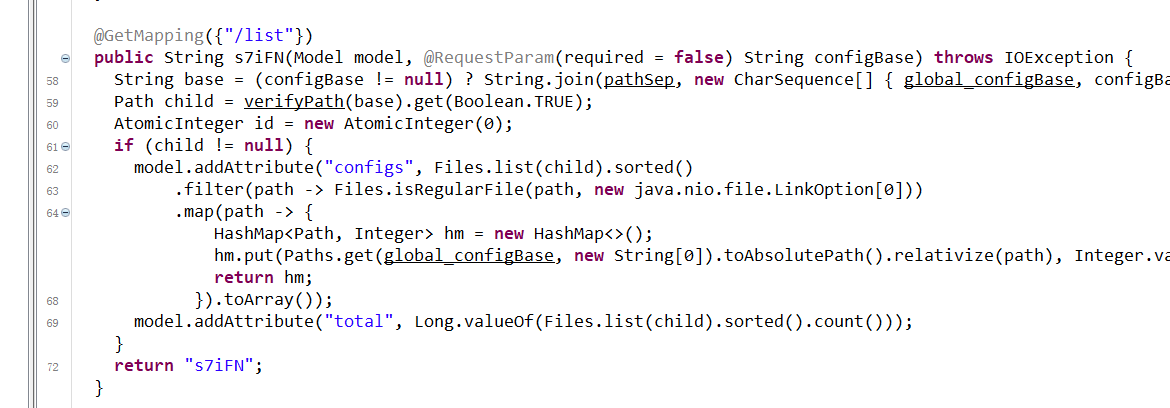 @GetMapping({"/list"})
public String s7iFN(Model model, @RequestParam(required = false) String configBase) throws IOException {
58 String base = (configBase != null) ? String.join(pathSep, new CharSequence[] { global_configBase, configBa
59 Path child = verifyPath(base).get(Boolean.TRUE);
60 AtomicInteger id = new AtomicInteger(0);
61 if (child != null) {
62 model.addAttribute("configs", Files.list(child).sorted()
63 .filter(path -> Files.isRegularFile(path, new java.nio.file.LinkOption[0]))
64 .map(path -> {
HashMap<Path, Integer> hm = new HashMap<>();
hm.put(Paths.get(global_configBase, new String[0]).toAbsolutePath().relativize(path), Integer.va
return hm;
68 }).toArray());
69 model.addAttribute("total", Long.valueOf(Files.list(child).sorted().count()));
}
72 return "s7iFN";
}